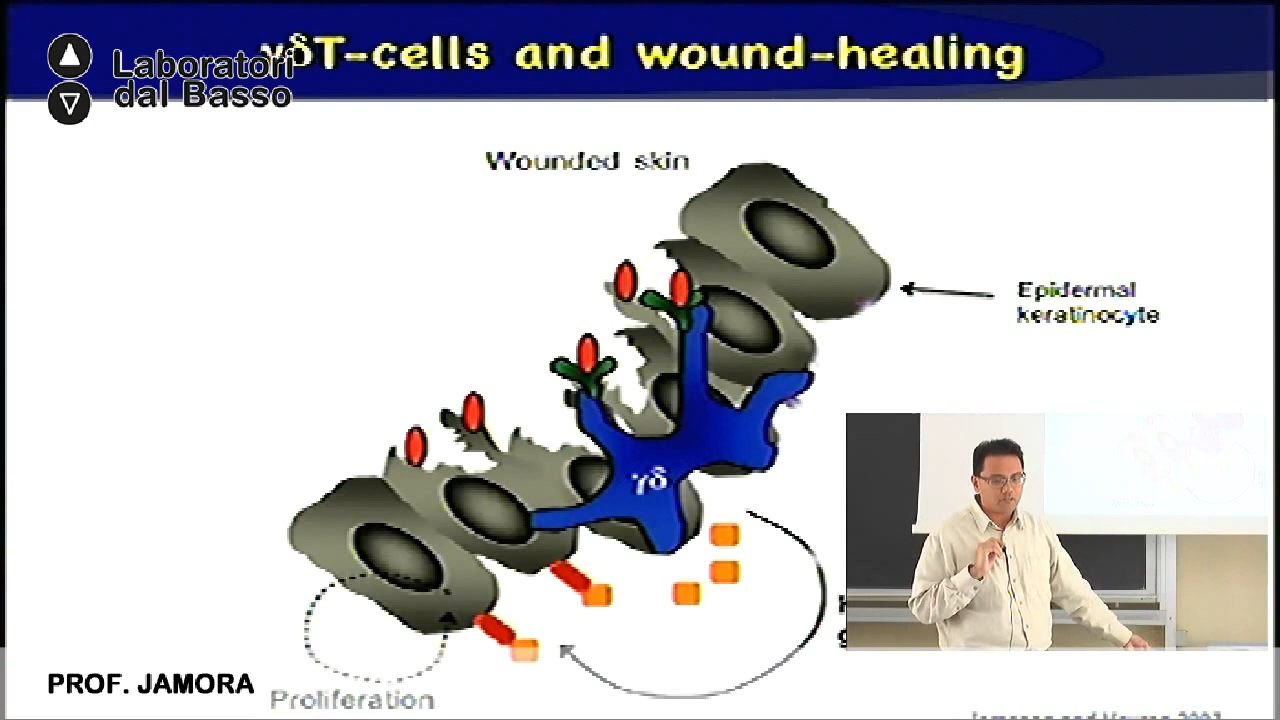 γδT-cells and wound-healing
Laboratori
dal Basso
Wounded skin
Epidermal
keratinocyte
γδ
PROF. JAMORA
Proliferation